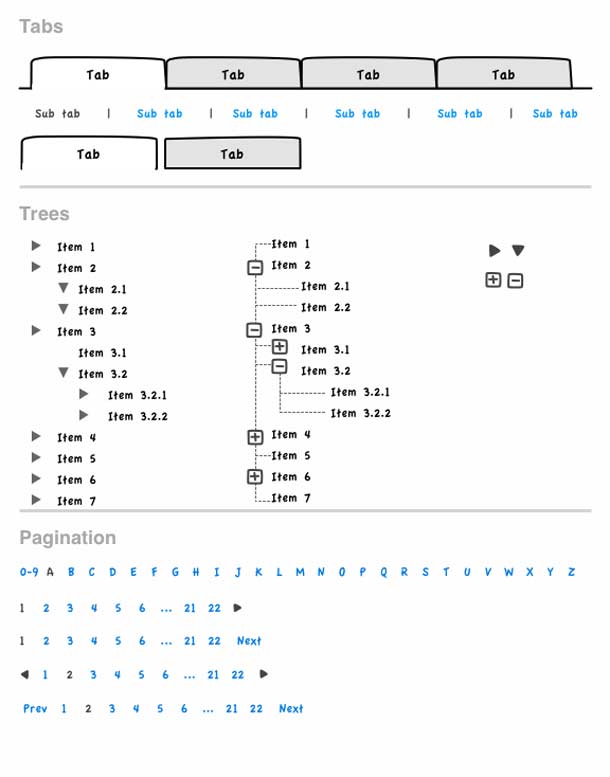 Tabs
Tab Tab Tab Tab
Sub tab | Sub tab | Sub tab | Sub tab | Sub tab | Sub tab
Tab Tab
Trees
Item 1
Item 2
Item 2.1
Item 2.2
Item 3
Item 3.1
Item 3.2
Item 3.2.1
Item 3.2.2
Item 4
Item 5
Item 6
Item 7
Item 1
Item 2
Item 2.1
Item 2.2
Item 3
Item 3.1
Item 3.2
Item 3.2.1
Item 3.2.2
Item 4
Item 5
Item 6
Item 7
Pagination
0-9 A B C D E F G H I J K L M N O P Q R S T U V W X Y Z
1 2 3 4 5 6 ... 21 22
1 2 3 4 5 6 ... 21 22 Next
1 2 3 4 5 6 ... 21 22
Prev 1 2 3 4 5 6 ... 21 22 Next